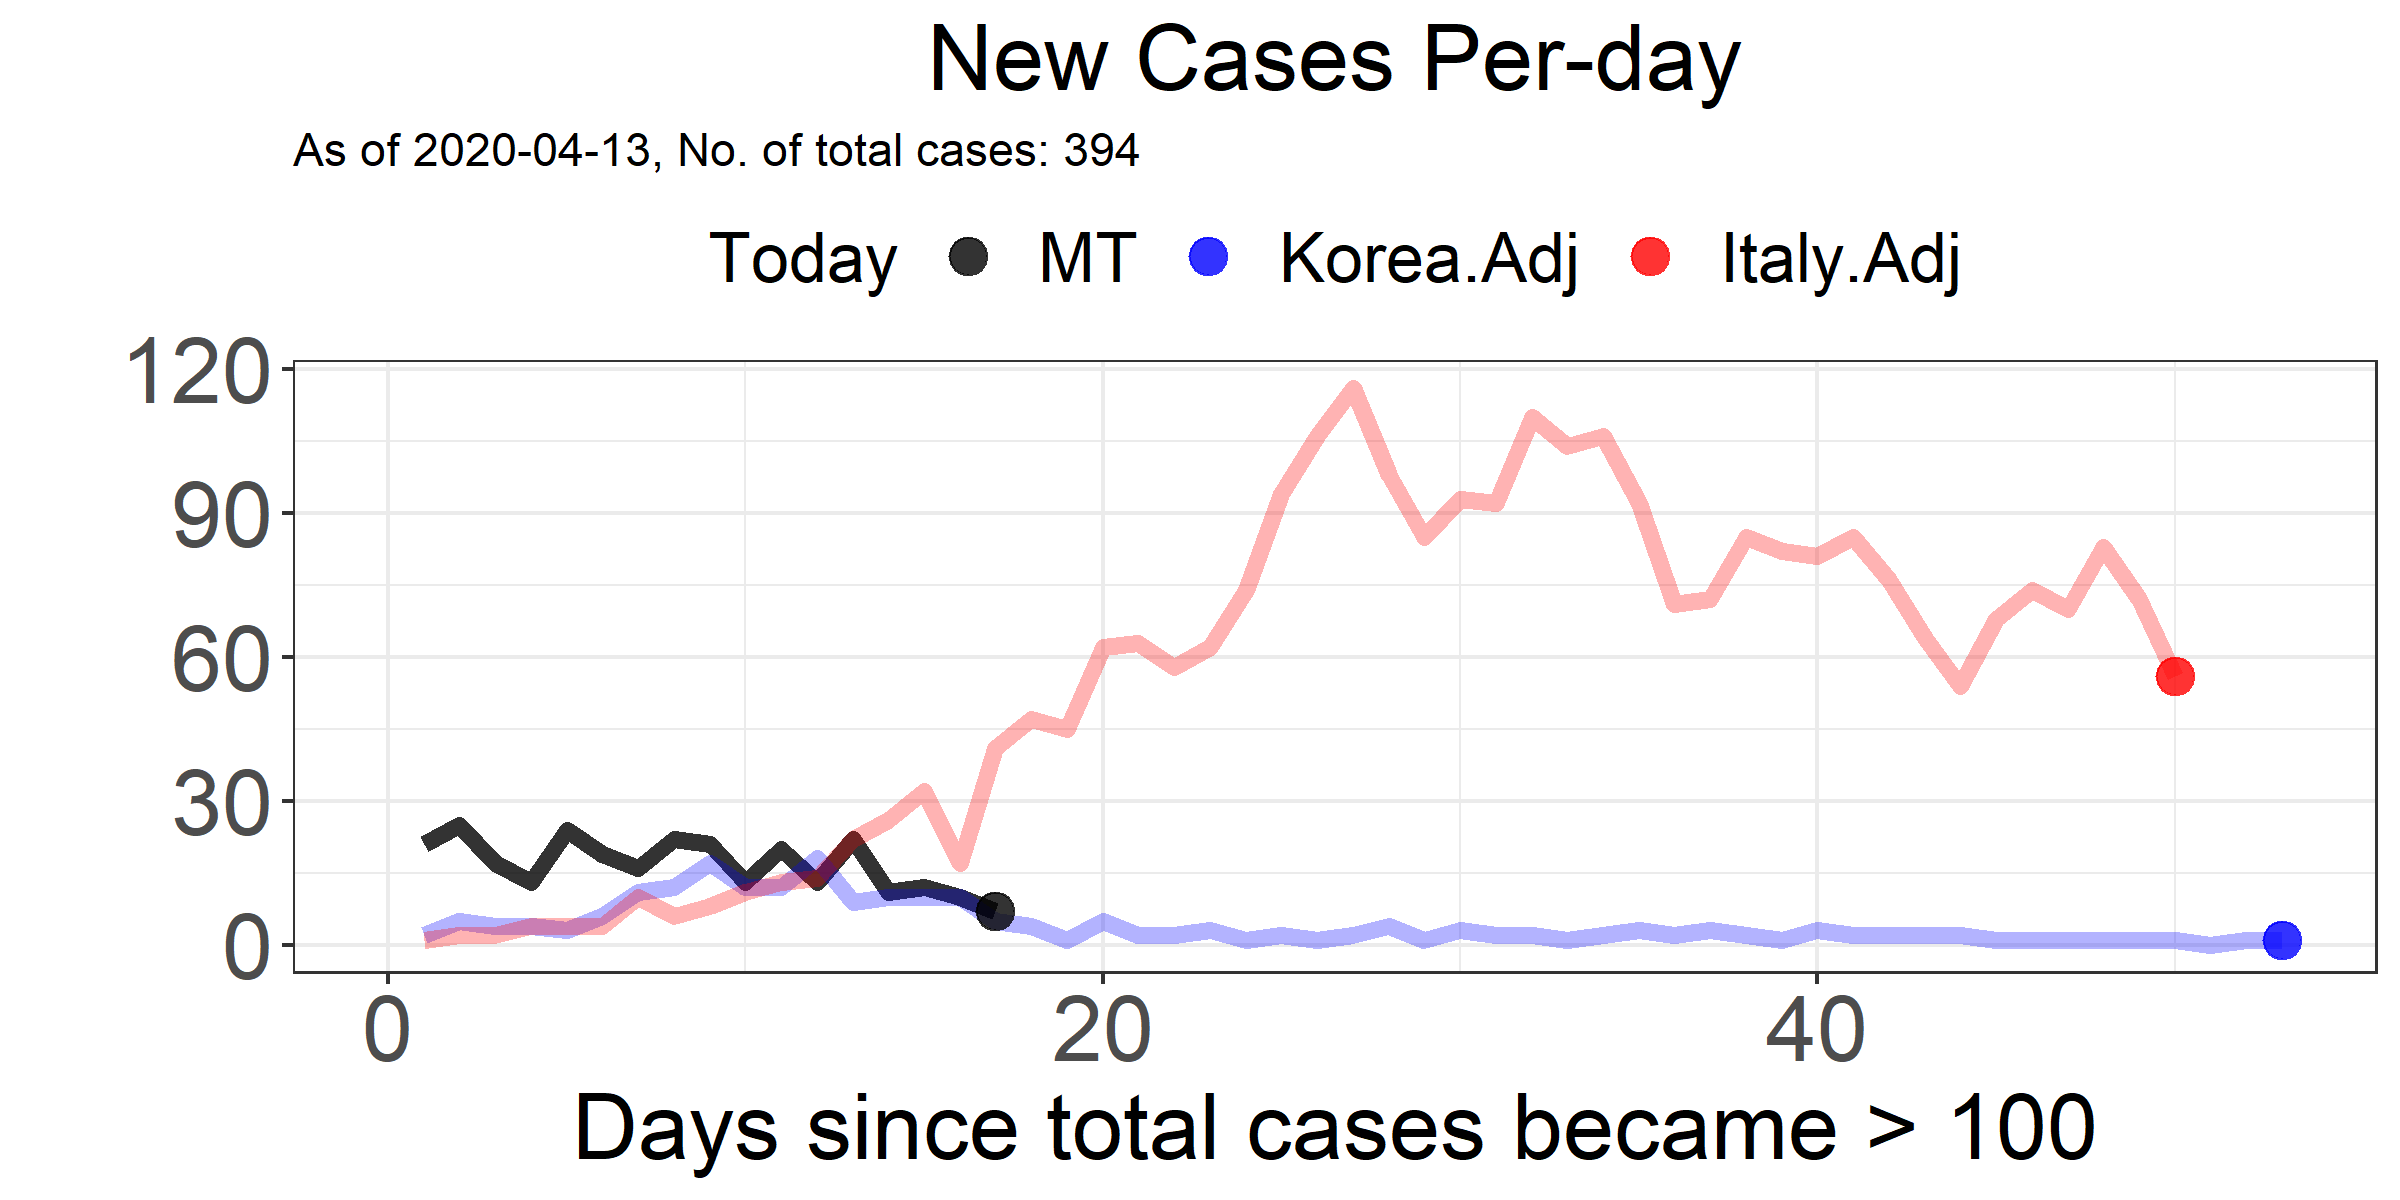 New Cases Per-day
As of 2020-04-13, No. of total cases: 394
Today MT Korea.Adj Italy.Adj
120
90
60
30
0
0 20 40
Days since total cases became > 100